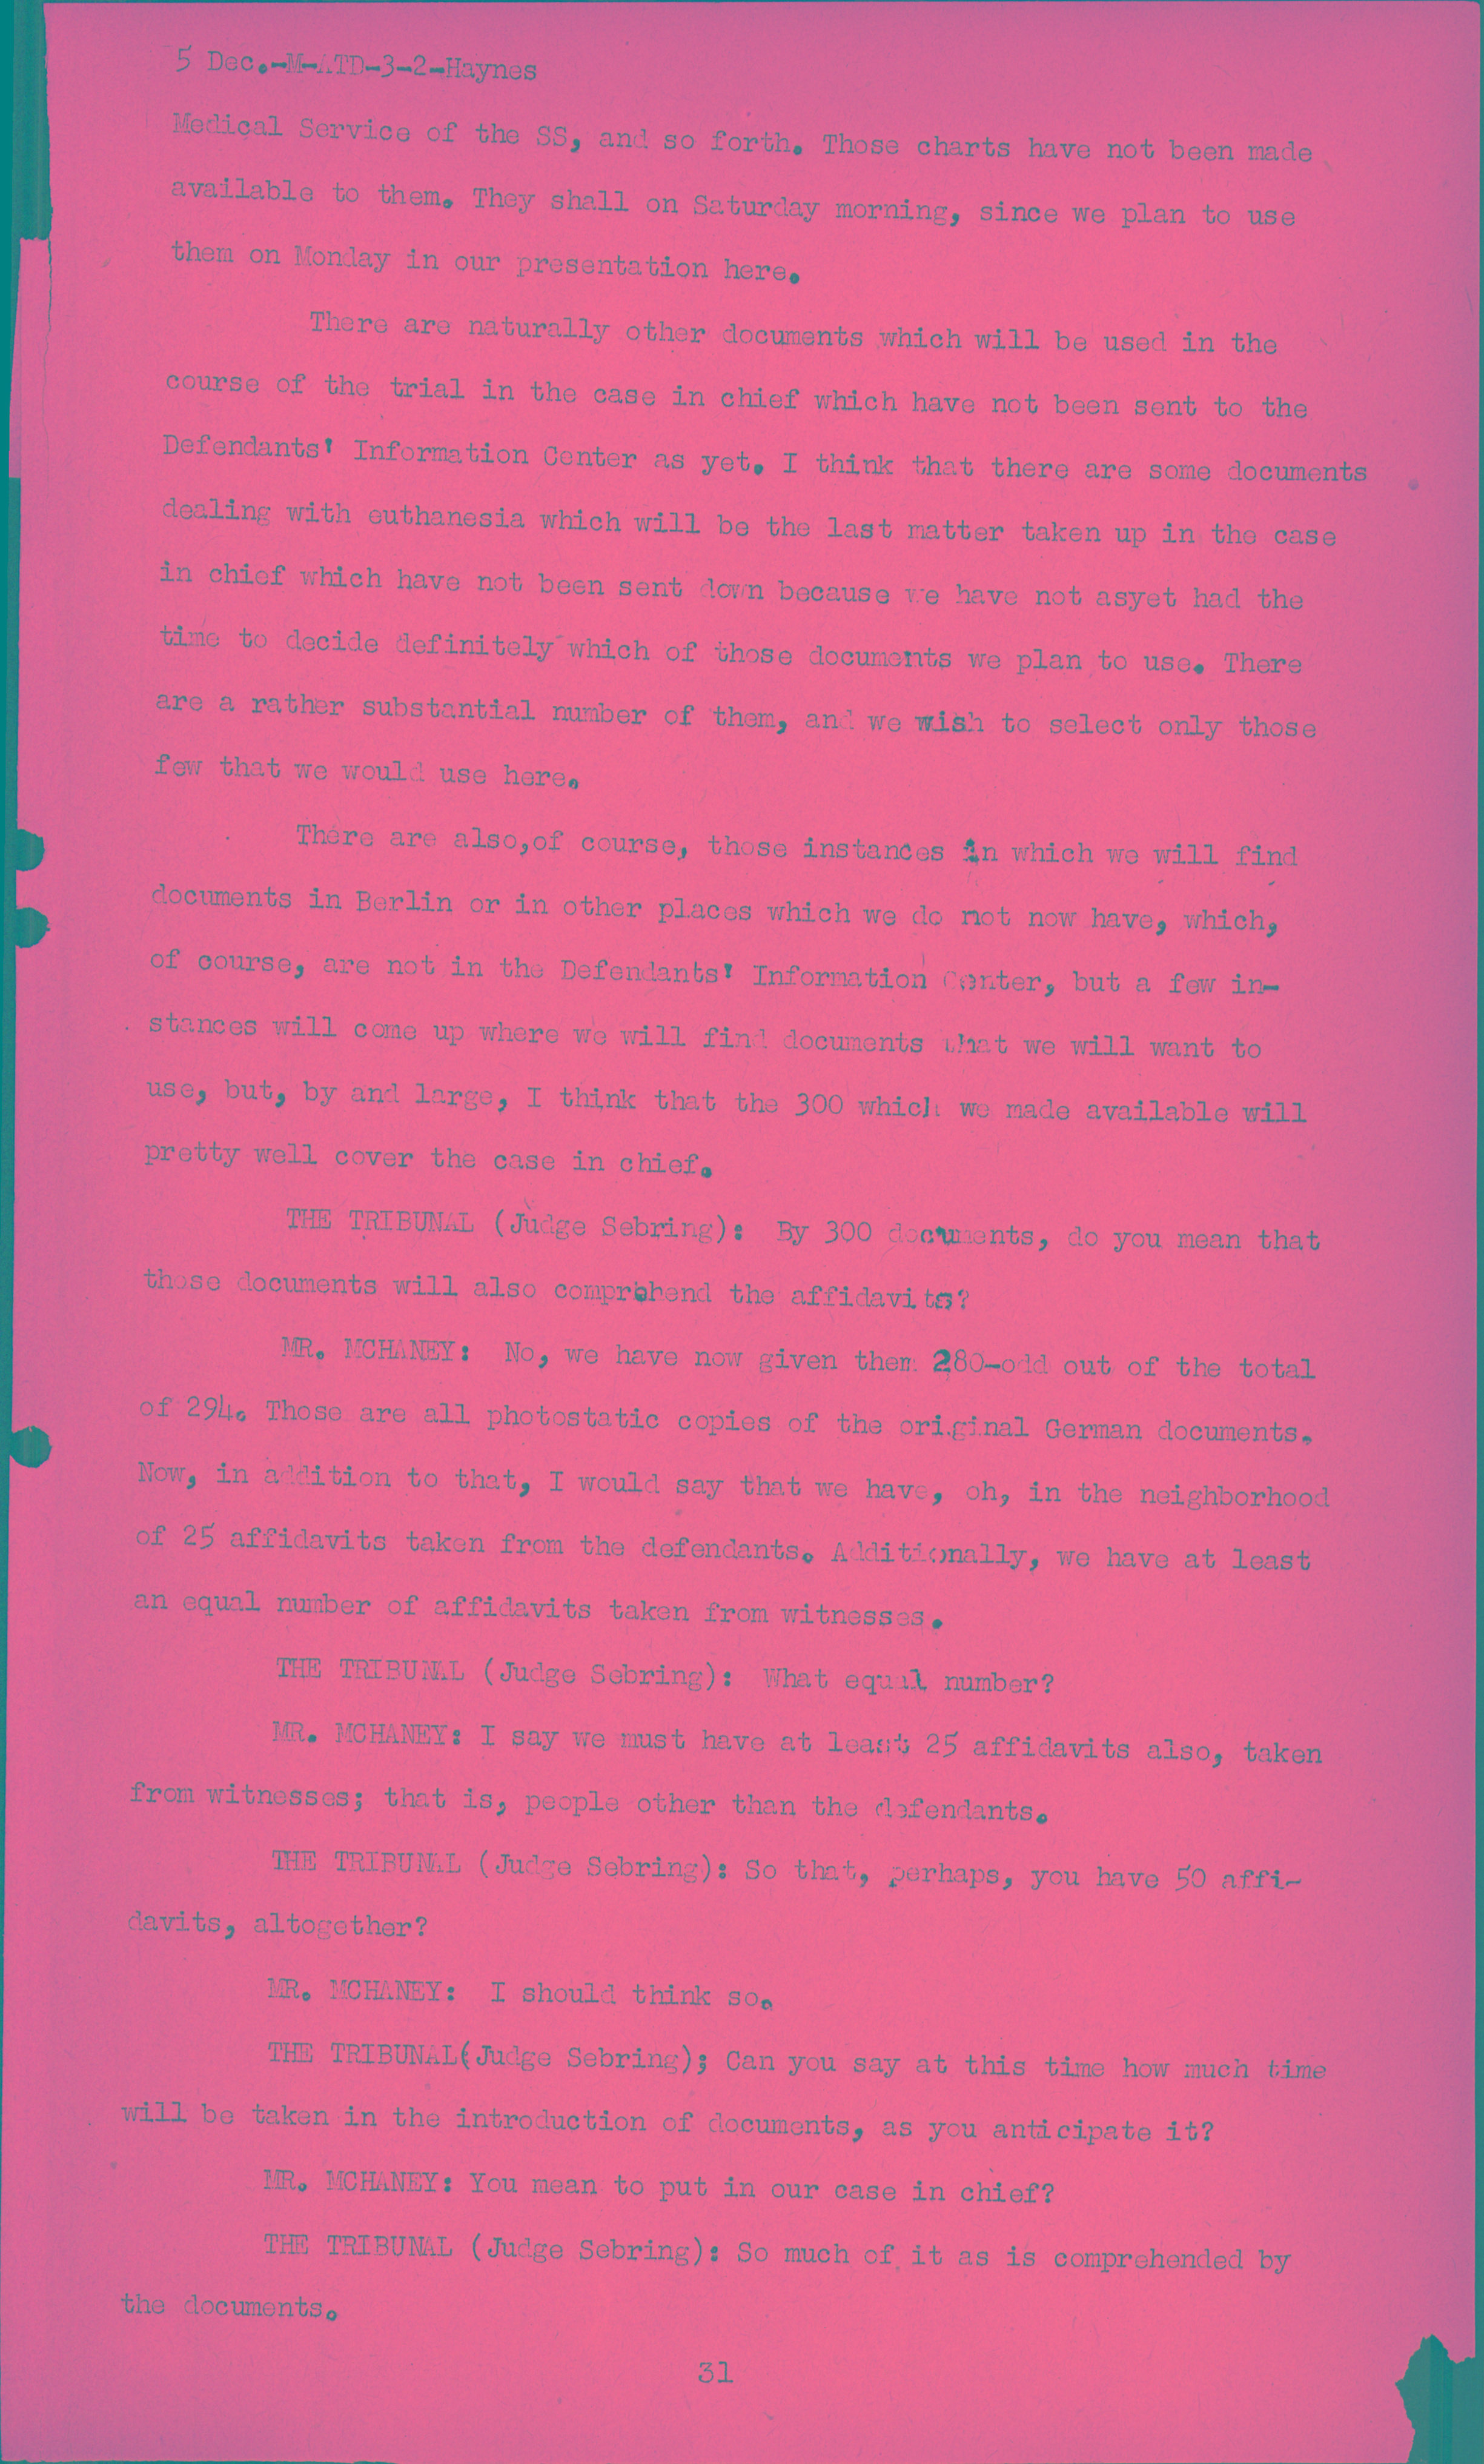 5 Dec.-M-ATD-3-2-Haynes
Medical Service of the SS, and so forth. Those charts have not been made
available to them. They shall on Saturday morning, since we plan to use
them on Monday in our presentation here.
There are naturally other documents which will be used in the
course of the trial in the case in chief which have not been sent to the
Defendants' Information Center as yet. I think that there are some documents
dealing with euthanesia which will be the last matter taken up in the case
in chief which have not been sent down because we have not asyet had the
time to decide definitely which of those documents we plan to use. There
are a rather substantial number of them, and we wish to select only those
few that we would use here.
There are also,of course, those instances in which we will find
documents in Berlin or in other places which we do not now have, which,
of course, are not in the Defendants' Information Center, but a few in-
stances will come up where we will find documents that we will want to
use, but, by and large, I think that the 300 which we made available will
pretty well cover the case in chief.
THE TRIBUNAL (Judge Sebring): By 300 documents, do you mean that
those documents will also comprehend the affidavits?
MR. MCHANEY: No, we have now given them 280-odd out of the total
of 294. Those are all photostatic copies of the original German documents.
Now, in addition to that, I would say that we have, oh, in the neighborhood
of 25 affidavits taken from the defendants. Additionally, we have at least
an equal number of affidavits taken from witnesses.
THE TRIBUNAL (Judge Sebring): What equal number?
MR. MCHANEY: I say we must have at least 25 affidavits also, taken
from witnesses; that is, people other than the defendants.
THE TRIBUNAL (Judge Sebring): So that, perhaps, you have 50 affi-
davits, altogether?
MR. MCHANEY: I should think so.
THE TRIBUNAL(Judge Sebring); Can you say at this time how much time
will be taken in the introduction of documents, as you anticipate it?
MR. MCHANEY: You mean to put in our case in chief?
THE TRIBUNAL (Judge Sebring): So much of it as is comprehended by
the documents.
31